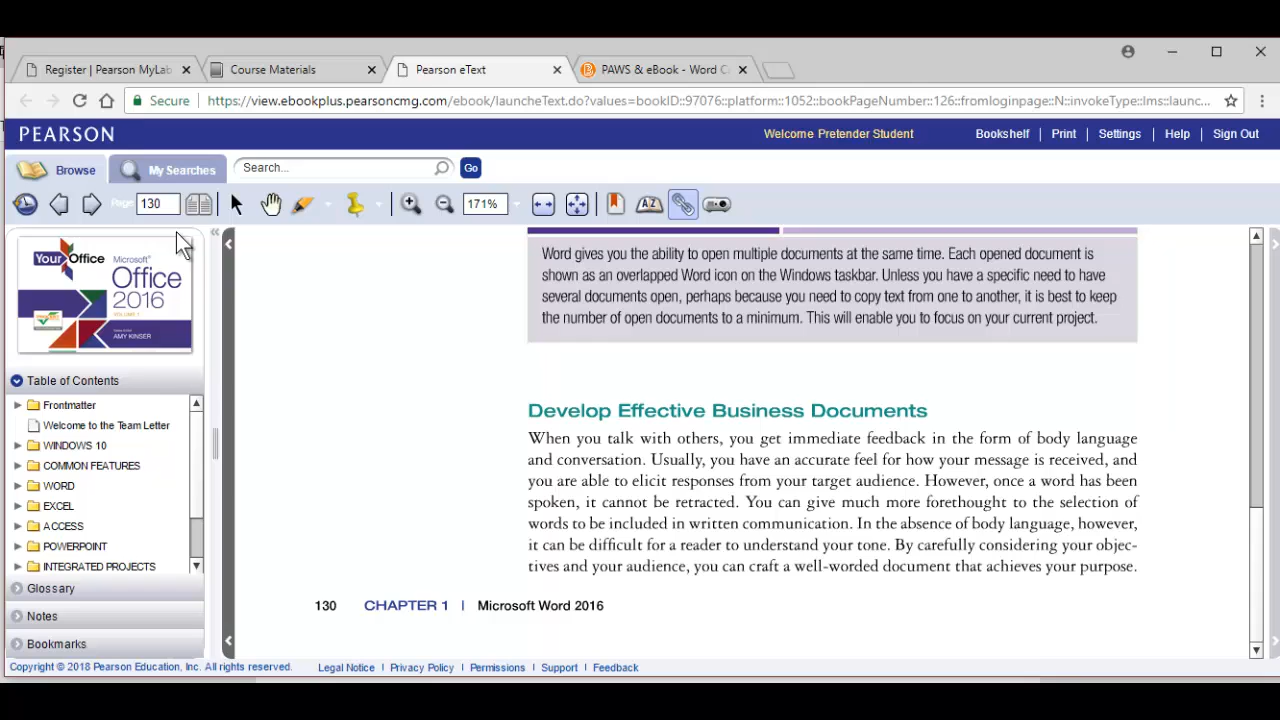 Register | Pearson MyLab
Course Materials
Pearson eText
PAWS & eBook - Word C
Secure
https://view.ebookplus.pearsoncmg.com/ebook/launcheText.do?values=bookID::97076::platform::1052::bookPageNumber::126::fromloginpage::N::invokeType::lms::launc...
PEARSON
Welcome Pretender Student
Bookshelf | Print | Settings | Help | Sign Out
Browse
My Searches
Search...
Go
Page 130
171%
A Z
Your Office
Microsoft®
Office
2016
VOLUME 1
AMY KINSER
Table of Contents
Frontmatter
Welcome to the Team Letter
WINDOWS 10
COMMON FEATURES
WORD
EXCEL
ACCESS
POWERPOINT
INTEGRATED PROJECTS
Glossary
Notes
Bookmarks
Word gives you the ability to open multiple documents at the same time. Each opened document is
shown as an overlapped Word icon on the Windows taskbar. Unless you have a specific need to have
several documents open, perhaps because you need to copy text from one to another, it is best to keep
the number of open documents to a minimum. This will enable you to focus on your current project.
Develop Effective Business Documents
When you talk with others, you get immediate feedback in the form of body language
and conversation. Usually, you have an accurate feel for how your message is received, and
you are able to elicit responses from your target audience. However, once a word has been
spoken, it cannot be retracted. You can give much more forethought to the selection of
words to be included in written communication. In the absence of body language, however,
it can be difficult for a reader to understand your tone. By carefully considering your objec-
tives and your audience, you can craft a well-worded document that achieves your purpose.
130 CHAPTER 1 | Microsoft Word 2016
Copyright © 2018 Pearson Education, Inc. All rights reserved.
Legal Notice | Privacy Policy | Permissions | Support | Feedback